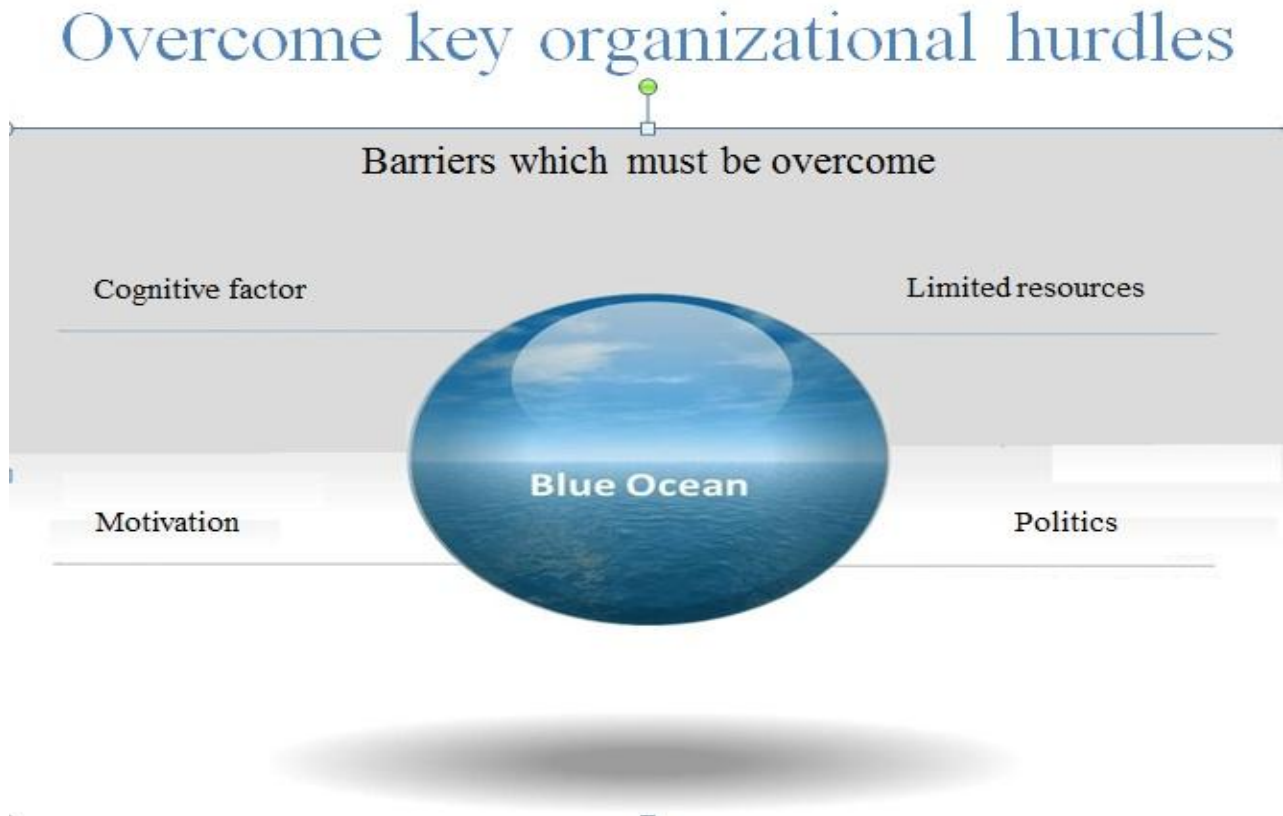 Overcome key organizational hurdles
Barriers which must be overcome
Cognitive factor
Limited resources
Blue Ocean
Motivation
Politics